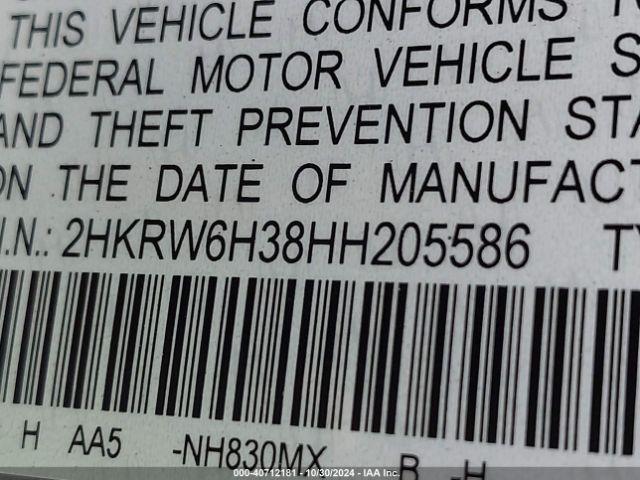 THIS VEHICLE CONFORMS
FEDERAL MOTOR VEHICLE S
AND THEFT PREVENTION STA
ON THE DATE OF MANUFACT
I.N.: 2HKRW6H38HH205586 TY
H AA5 -NH830MX B -H
000-40712181 - 10/30/2024 - IAA Inc.